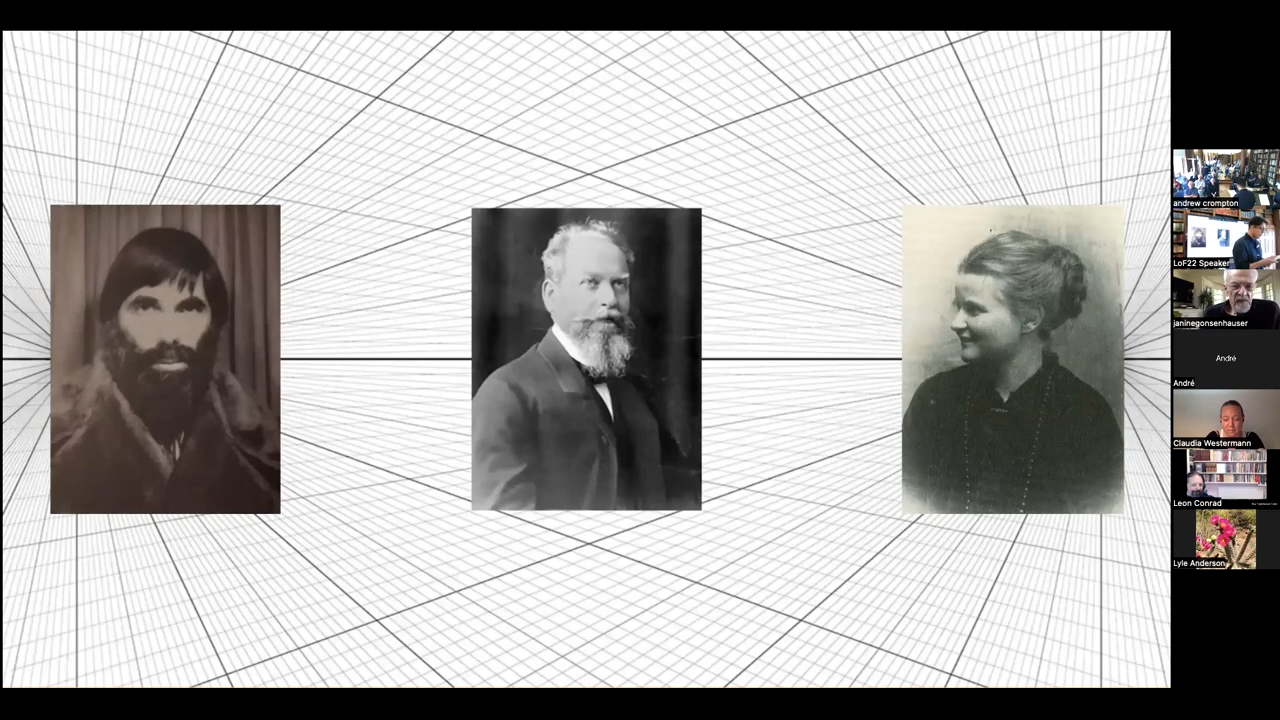 andrew crompton
LoF22 Speaker
janinegonsenhauser
André
André
Claudia Westermann
Leon Conrad
Lyle Anderson